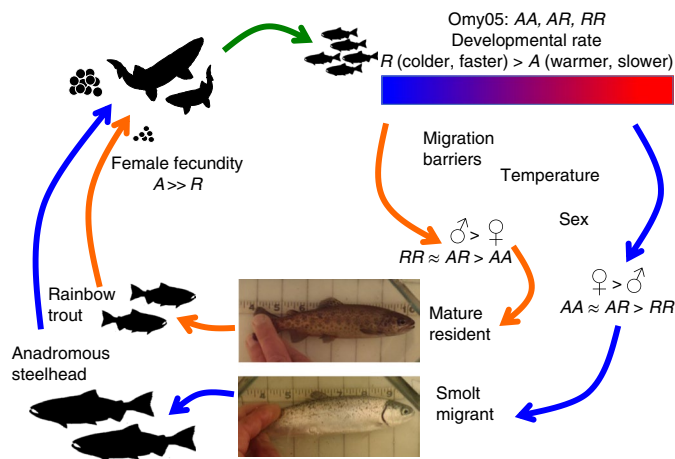 Omy05: AA, AR, RR
Developmental rate
R (colder, faster) > A (warmer, slower)
Migration
barriers
Temperature
Female fecundity
A>> R
Sex
♂ > ♀
RR ≈ AR > AA
♀ > ♂
AA ≈ AR > RR
Rainbow
trout
Mature
resident
Anadromous
steelhead
Smolt
migrant